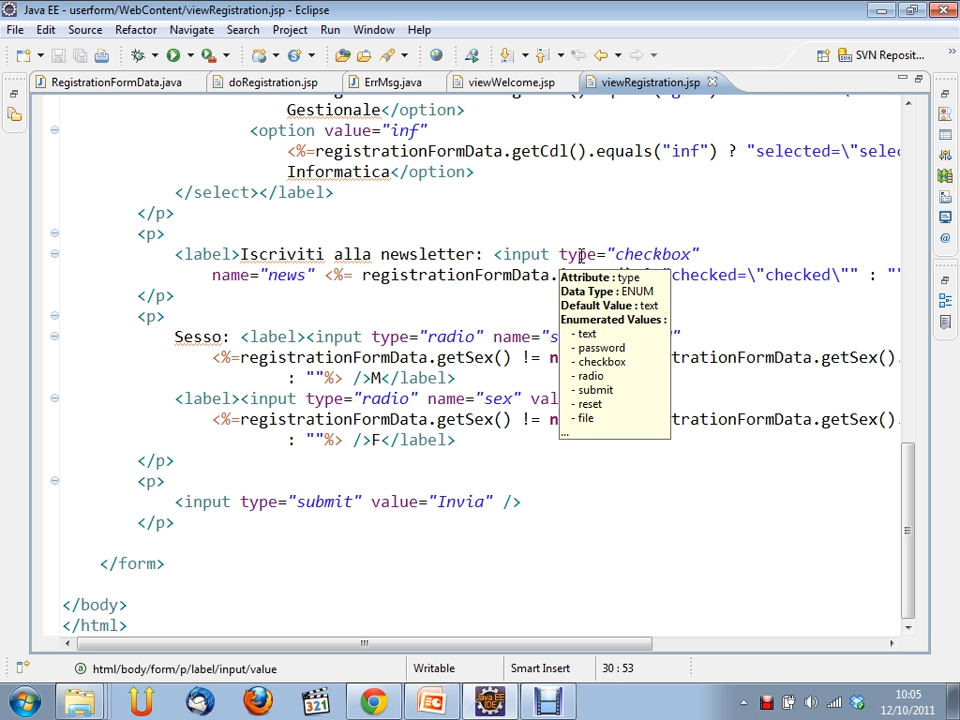 Java EE - userform/WebContent/viewRegistration.jsp - Eclipse
File Edit Source Refactor Navigate Search Project Run Window Help
SVN Reposit...
RegistrationFormData.java doRegistration.jsp ErrMsg.java viewWelcome.jsp viewRegistration.jsp
Gestionale</option>
<option value="inf"
<%=registrationFormData.getCdl().equals("inf") ? "selected=\"selec
Informatica</option>
</select></label>
</p>
<p>
<label>Iscriviti alla newsletter: <input type="checkbox"
name="news" <%= registrationFormData. "checked=\"checked\"" : ""
</p>
<p>
Sesso: <label><input type="radio" name="s
<%=registrationFormData.getSex() != n trationFormData.getSex().
: ""%> />M</label>
<label><input type="radio" name="sex" val
<%=registrationFormData.getSex() != n trationFormData.getSex().
: ""%> />F</label>
</p>
<p>
<input type="submit" value="Invia" />
</p>
</form>
</body>
</html>
Attribute : type
Data Type : ENUM
Default Value : text
Enumerated Values :
- text
- password
- checkbox
- radio
- submit
- reset
- file
...
html/body/form/p/label/input/value Writable Smart Insert 30 : 53
321
Java EE IDE
10:05
12/10/2011